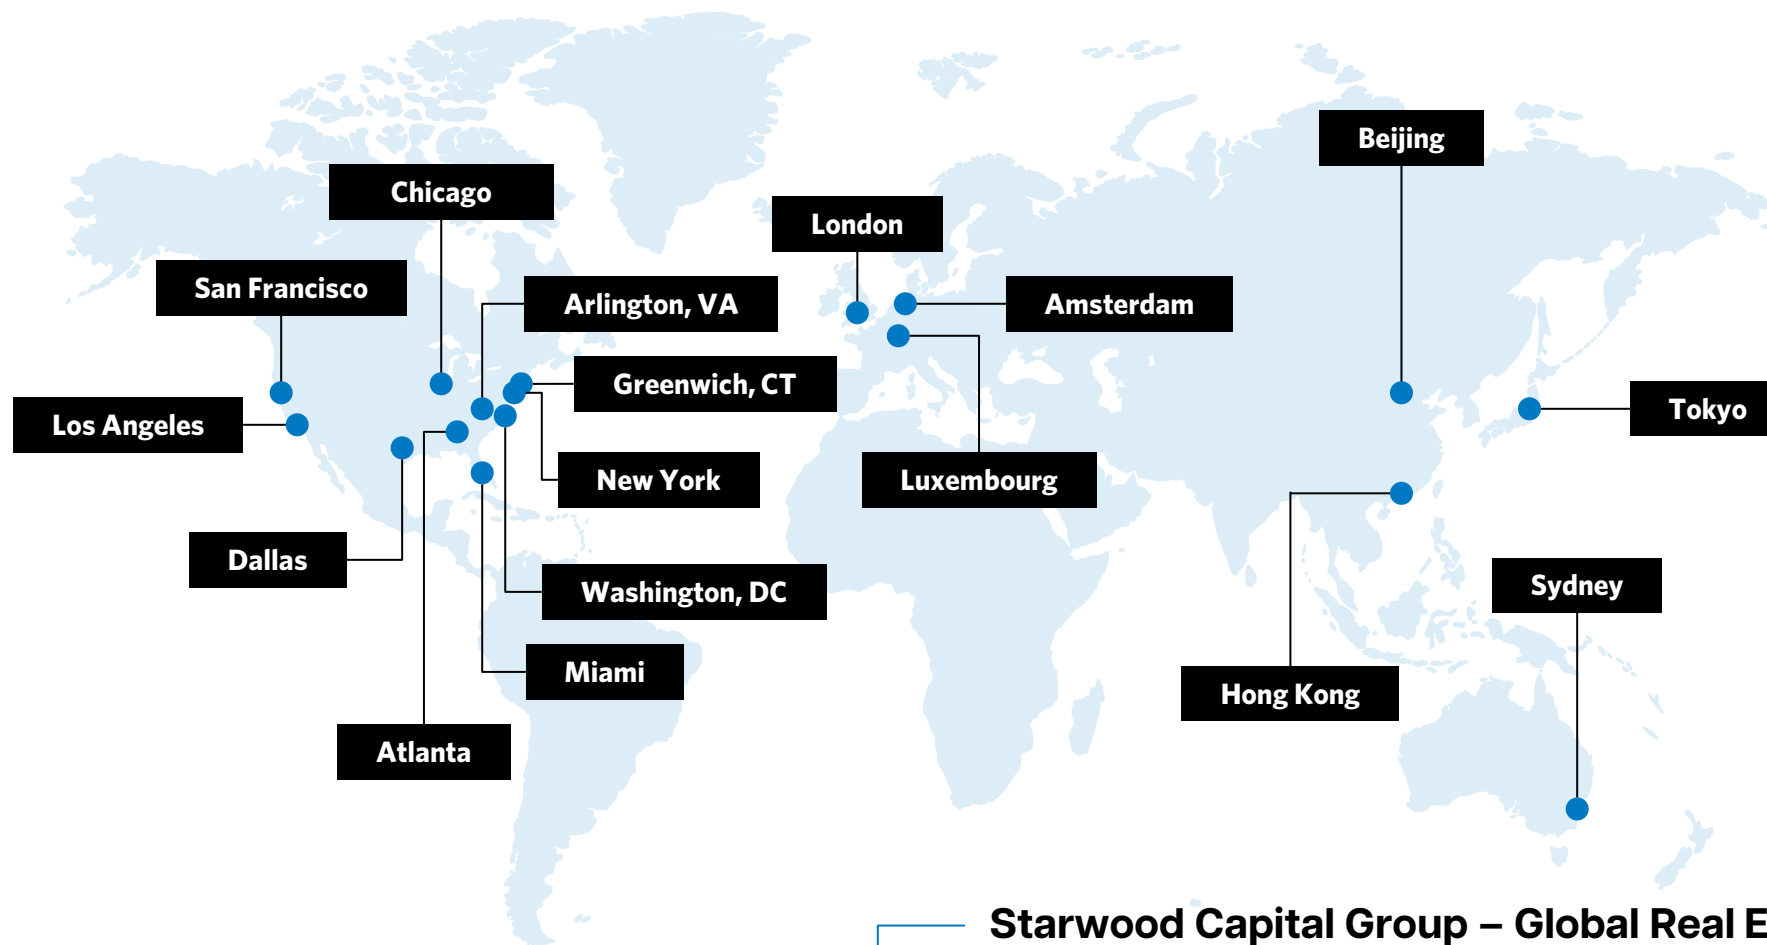 Beijing
Chicago
London
San Francisco
Arlington, VA
Amsterdam
Greenwich, CT
Los Angeles
Tokyo
New York
Luxembourg
Dallas
Washington, DC
Sydney
Miami
Hong Kong
Atlanta
Starwood Capital Group – Global Real E